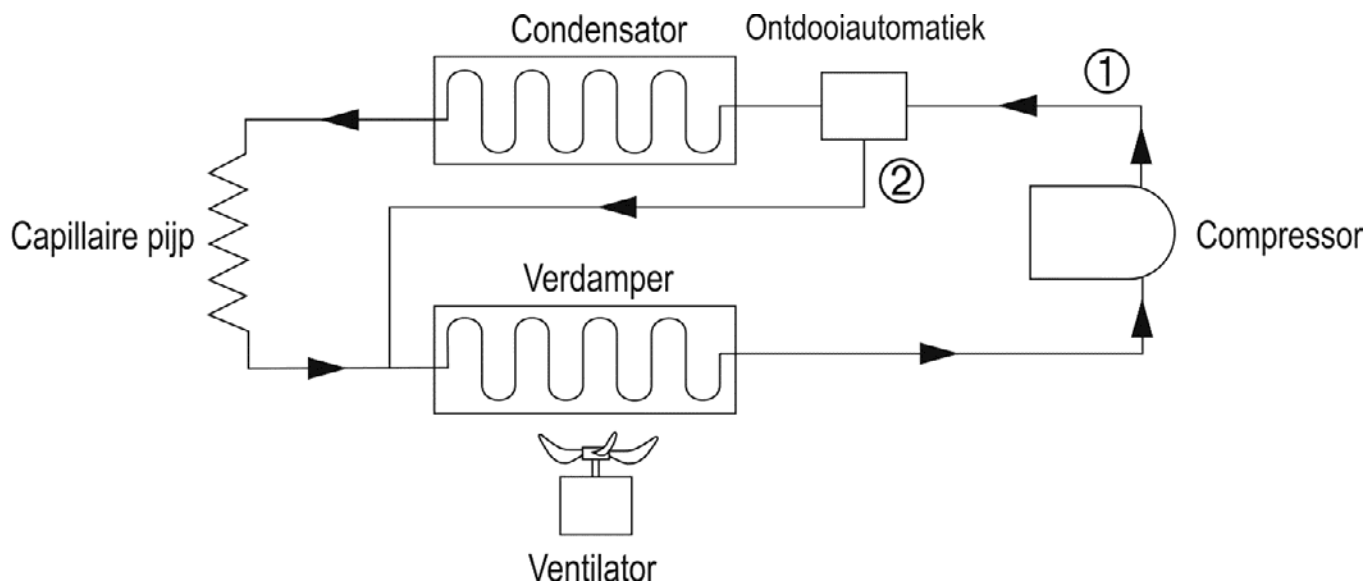 Condensator
Ontdooiautomatiek
①
②
Capillaire pijp
Compressor
Verdamper
Ventilator